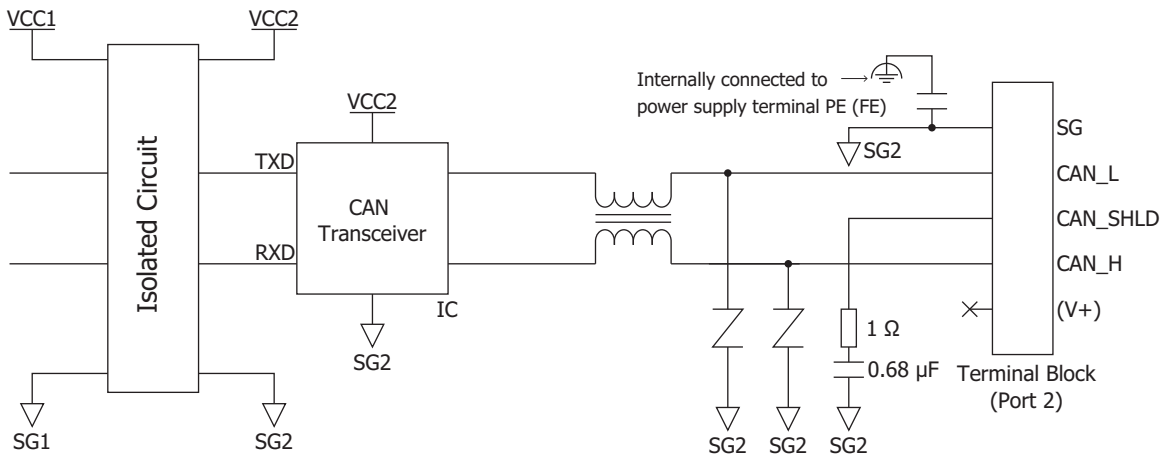 VCC1
VCC2
Isolated Circuit
SG1
SG2
TXD
RXD
VCC2
CAN
Transceiver
IC
SG2
Internally connected to
power supply terminal PE (FE)
SG2
SG
CAN_L
CAN_SHLD
CAN_H
(V+)
1 Ω
0.68 µF
SG2
SG2
SG2
Terminal Block
(Port 2)